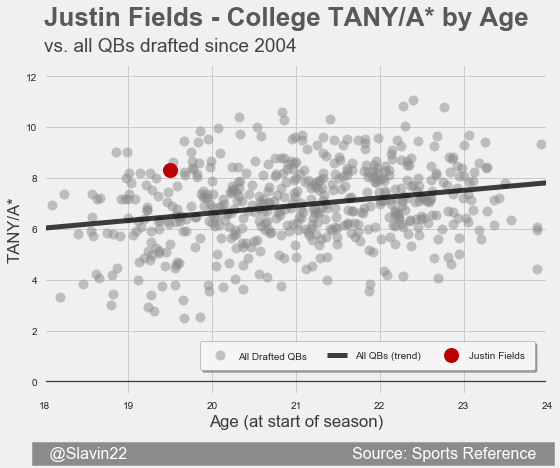 Justin Fields - College TANY/A* by Age
vs. all QBs drafted since 2004
12
10
8
6
4
2
0
TANY/A*
All Drafted QBs
All QBs (trend)
Justin Fields
18 19 20 21 22 23 24
Age (at start of season)
@Slavin22
Source: Sports Reference